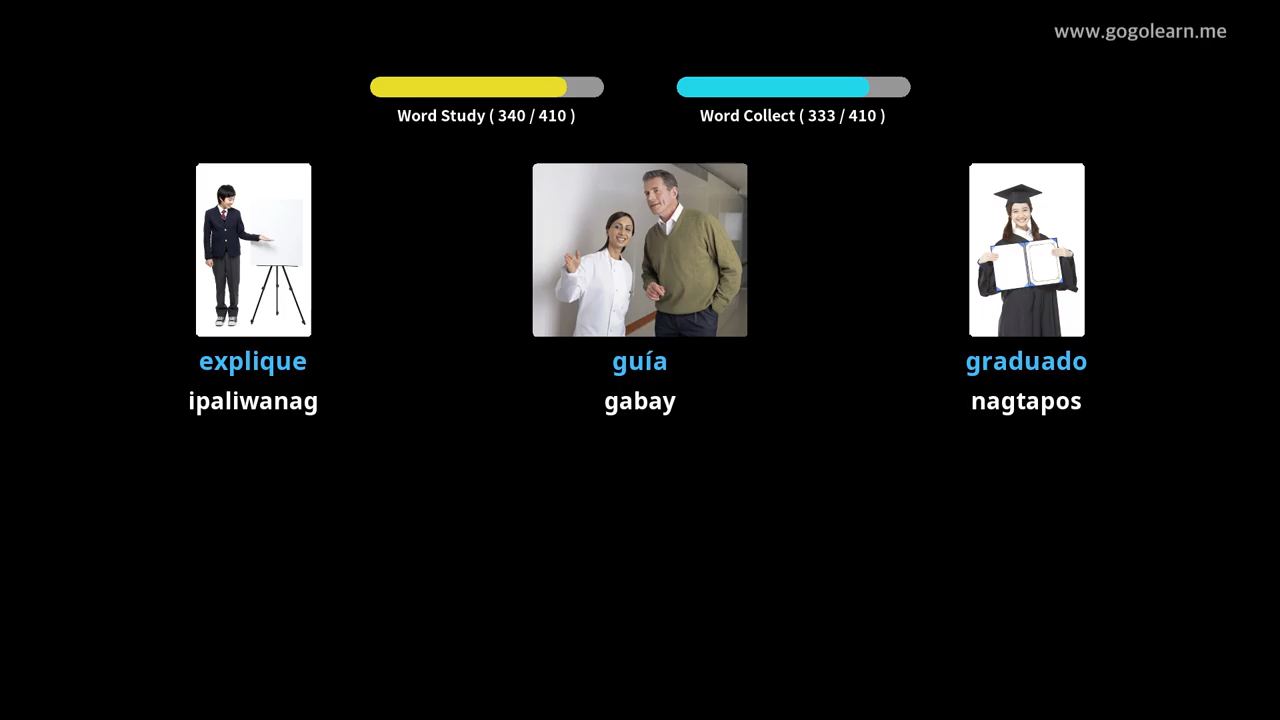 www.gogolearn.me
Word Study ( 340 / 410 )
Word Collect ( 333 / 410 )
explique
guía
graduado
ipaliwanag
gabay
nagtapos